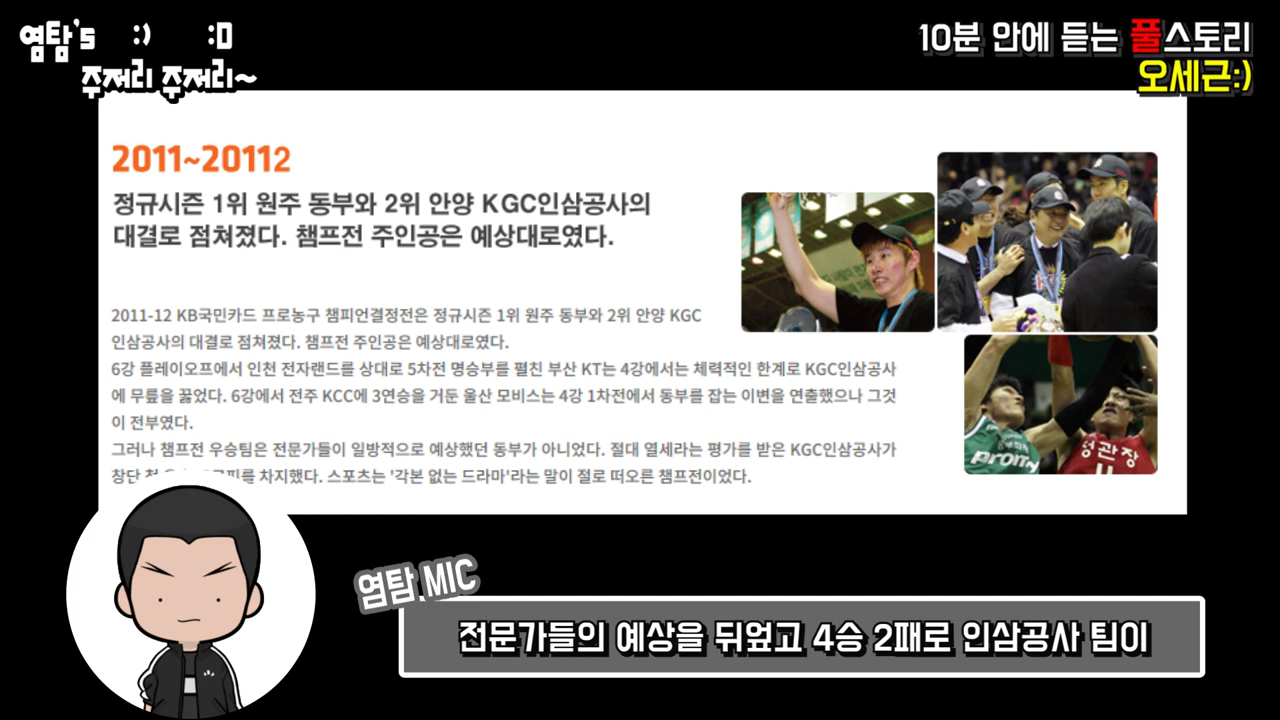 염탐's :) :D
주저리 주저리~
10분 안에 듣는 풀스토리
오세근:)
2011~20112
정규시즌 1위 원주 동부와 2위 안양 KGC인삼공사의
대결로 점쳐졌다. 챔프전 주인공은 예상대로였다.
2011-12 KB국민카드 프로농구 챔피언결정전은 정규시즌 1위 원주 동부와 2위 안양 KGC
인삼공사의 대결로 점쳐졌다. 챔프전 주인공은 예상대로였다.
6강 플레이오프에서 인천 전자랜드를 상대로 5차전 명승부를 펼친 부산 KT는 4강에서는 체력적인 한계로 KGC인삼공사
에 무릎을 꿇었다. 6강에서 전주 KCC에 3연승을 거둔 울산 모비스는 4강 1차전에서 동부를 잡는 이변을 연출했으나 그것
이 전부였다.
그러나 챔프전 우승팀은 전문가들이 일방적으로 예상했던 동부가 아니었다. 절대 열세라는 평가를 받은 KGC인삼공사가
창단 차지했다. 스포츠는 '각본 없는 드라마'라는 말이 절로 떠오른 챔프전이었다.
promy
성관장
염탐 MIC
전문가들의 예상을 뒤엎고 4승 2패로 인삼공사 팀이